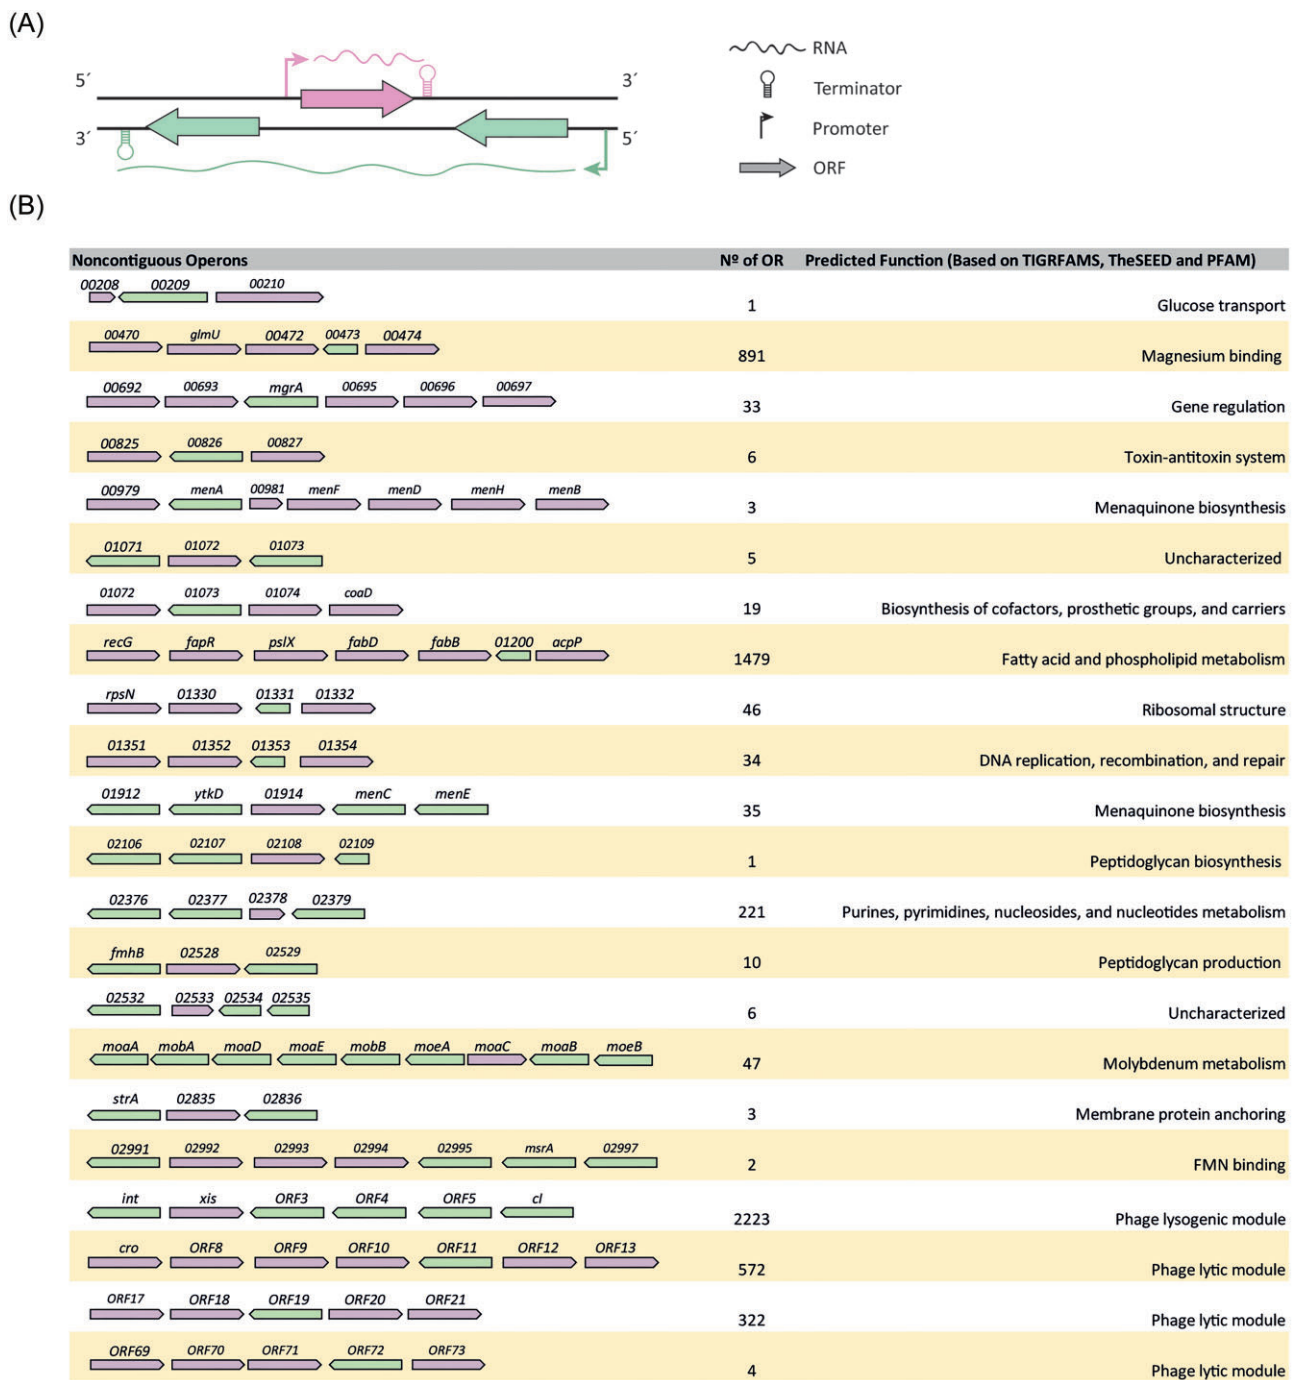 (A)
5´
3´
3´
5´
RNA
Terminator
Promoter
ORF
(B)
Noncontiguous Operons Nº of OR Predicted Function (Based on TIGRFAMS, TheSEED and PFAM)
00208 00209 00210
1 Glucose transport
00470 glmU 00472 00473 00474
891 Magnesium binding
00692 00693 mgrA 00695 00696 00697
33 Gene regulation
00825 00826 00827
6 Toxin-antitoxin system
00979 menA 00981 menF menD menH menB
3 Menaquinone biosynthesis
01071 01072 01073
5 Uncharacterized
01072 01073 01074 coaD
19 Biosynthesis of cofactors, prosthetic groups, and carriers
recG fapR pslX fabD fabB 01200 acpP
1479 Fatty acid and phospholipid metabolism
rpsN 01330 01331 01332
46 Ribosomal structure
01351 01352 01353 01354
34 DNA replication, recombination, and repair
01912 ytkD 01914 menC menE
35 Menaquinone biosynthesis
02106 02107 02108 02109
1 Peptidoglycan biosynthesis
02376 02377 02378 02379
221 Purines, pyrimidines, nucleosides, and nucleotides metabolism
fmhB 02528 02529
10 Peptidoglycan production
02532 02533 02534 02535
6 Uncharacterized
moaA mobA moaD moaE mobB moeA moaC moaB moeB
47 Molybdenum metabolism
strA 02835 02836
3 Membrane protein anchoring
02991 02992 02993 02994 02995 msrA 02997
2 FMN binding
int xis ORF3 ORF4 ORF5 cI
2223 Phage lysogenic module
cro ORF8 ORF9 ORF10 ORF11 ORF12 ORF13
572 Phage lytic module
ORF17 ORF18 ORF19 ORF20 ORF21
322 Phage lytic module
ORF69 ORF70 ORF71 ORF72 ORF73
4 Phage lytic module